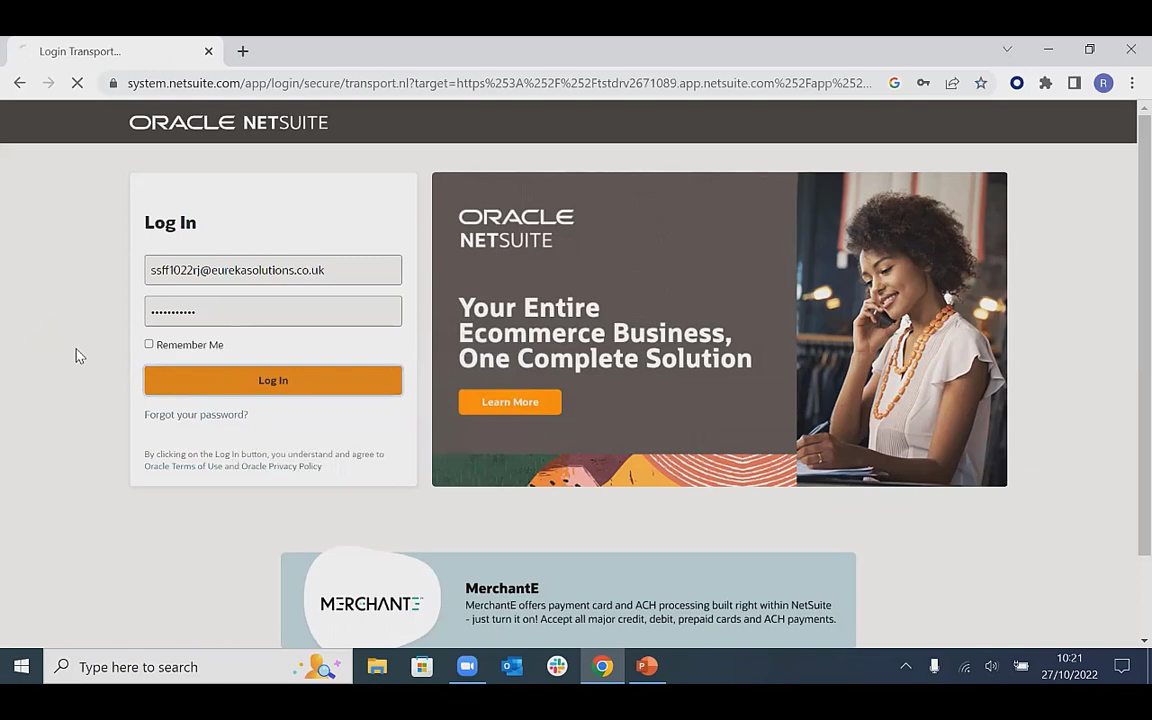 Login Transport...
system.netsuite.com/app/login/secure/transport.nl?target=https%253A%252F%252Ftstdrv2671089.app.netsuite.com%252Fapp%252...
R
ORACLE NETSUITE
Log In
ssff1022rj@eurekasolutions.co.uk
•••••••••••
Remember Me
Log In
Forgot your password?
By clicking on the Log In button, you understand and agree to
Oracle Terms of Use and Oracle Privacy Policy
ORACLE
NETSUITE
Your Entire
Ecommerce Business,
One Complete Solution
Learn More
MERCHANTE
MerchantE
MerchantE offers payment card and ACH processing built right within NetSuite
- just turn it on! Accept all major credit, debit, prepaid cards and ACH payments.
Type here to search
10:21
27/10/2022